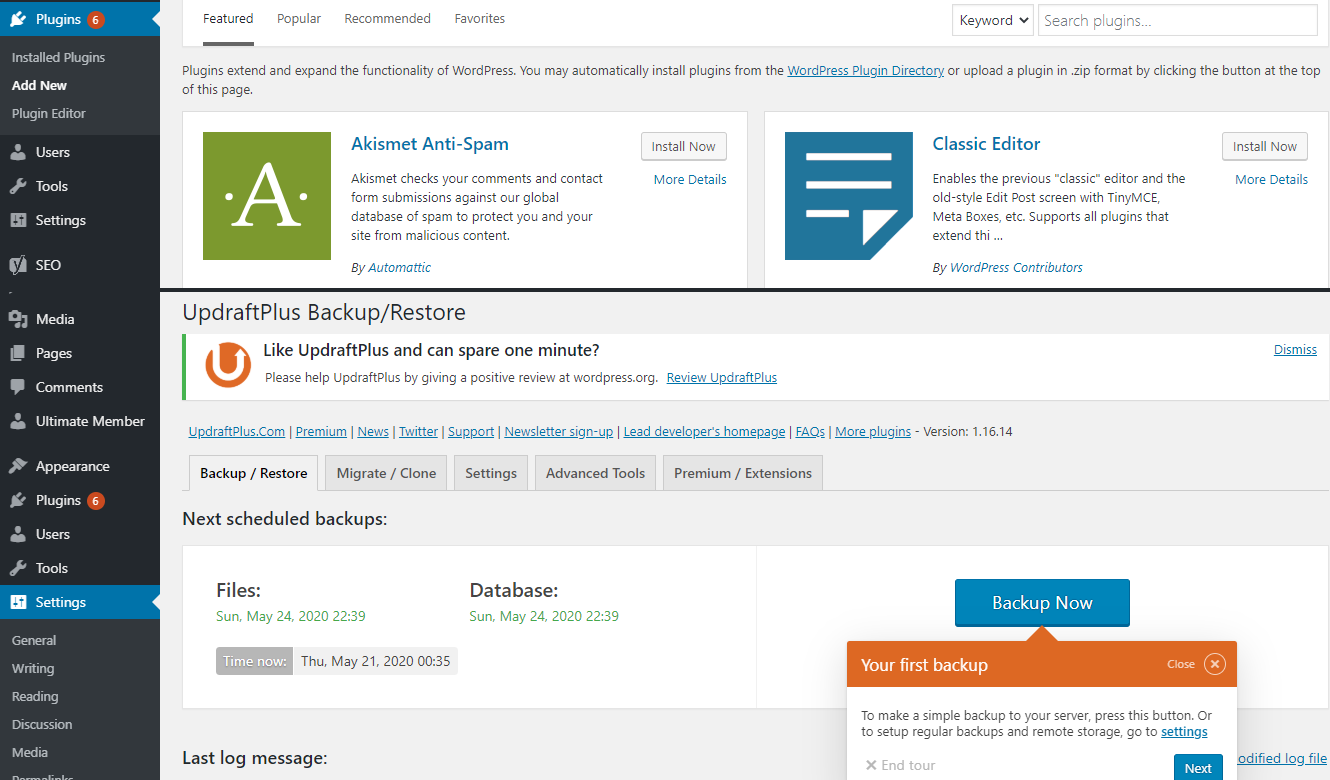 Plugins 6
Installed Plugins
Add New
Plugin Editor
Users
Tools
Settings
SEO
Media
Pages
Comments
Ultimate Member
Appearance
Plugins 6
Users
Tools
Settings
General
Writing
Reading
Discussion
Media
Permalinks
Featured Popular Recommended Favorites
Keyword Search plugins...
Plugins extend and expand the functionality of WordPress. You may automatically install plugins from the WordPress Plugin Directory or upload a plugin in .zip format by clicking the button at the top
of this page.
A
Akismet Anti-Spam
Install Now
More Details
Akismet checks your comments and contact
form submissions against our global
database of spam to protect you and your
site from malicious content.
By Automattic
Classic Editor
Install Now
More Details
Enables the previous "classic" editor and the
old-style Edit Post screen with TinyMCE,
Meta Boxes, etc. Supports all plugins that
extend thi ...
By WordPress Contributors
UpdraftPlus Backup/Restore
Like UpdraftPlus and can spare one minute?
Dismiss
Please help UpdraftPlus by giving a positive review at wordpress.org. Review UpdraftPlus
UpdraftPlus.Com | Premium | News | Twitter | Support | Newsletter sign-up | Lead developer's homepage | FAQs | More plugins - Version: 1.16.14
Backup / Restore Migrate / Clone Settings Advanced Tools Premium / Extensions
Next scheduled backups:
Files: Database:
Sun, May 24, 2020 22:39 Sun, May 24, 2020 22:39
Time now: Thu, May 21, 2020 00:35
Backup Now
Your first backup Close
To make a simple backup to your server, press this button. Or
to setup regular backups and remote storage, go to settings
End tour Next
Last log message:
odified log file